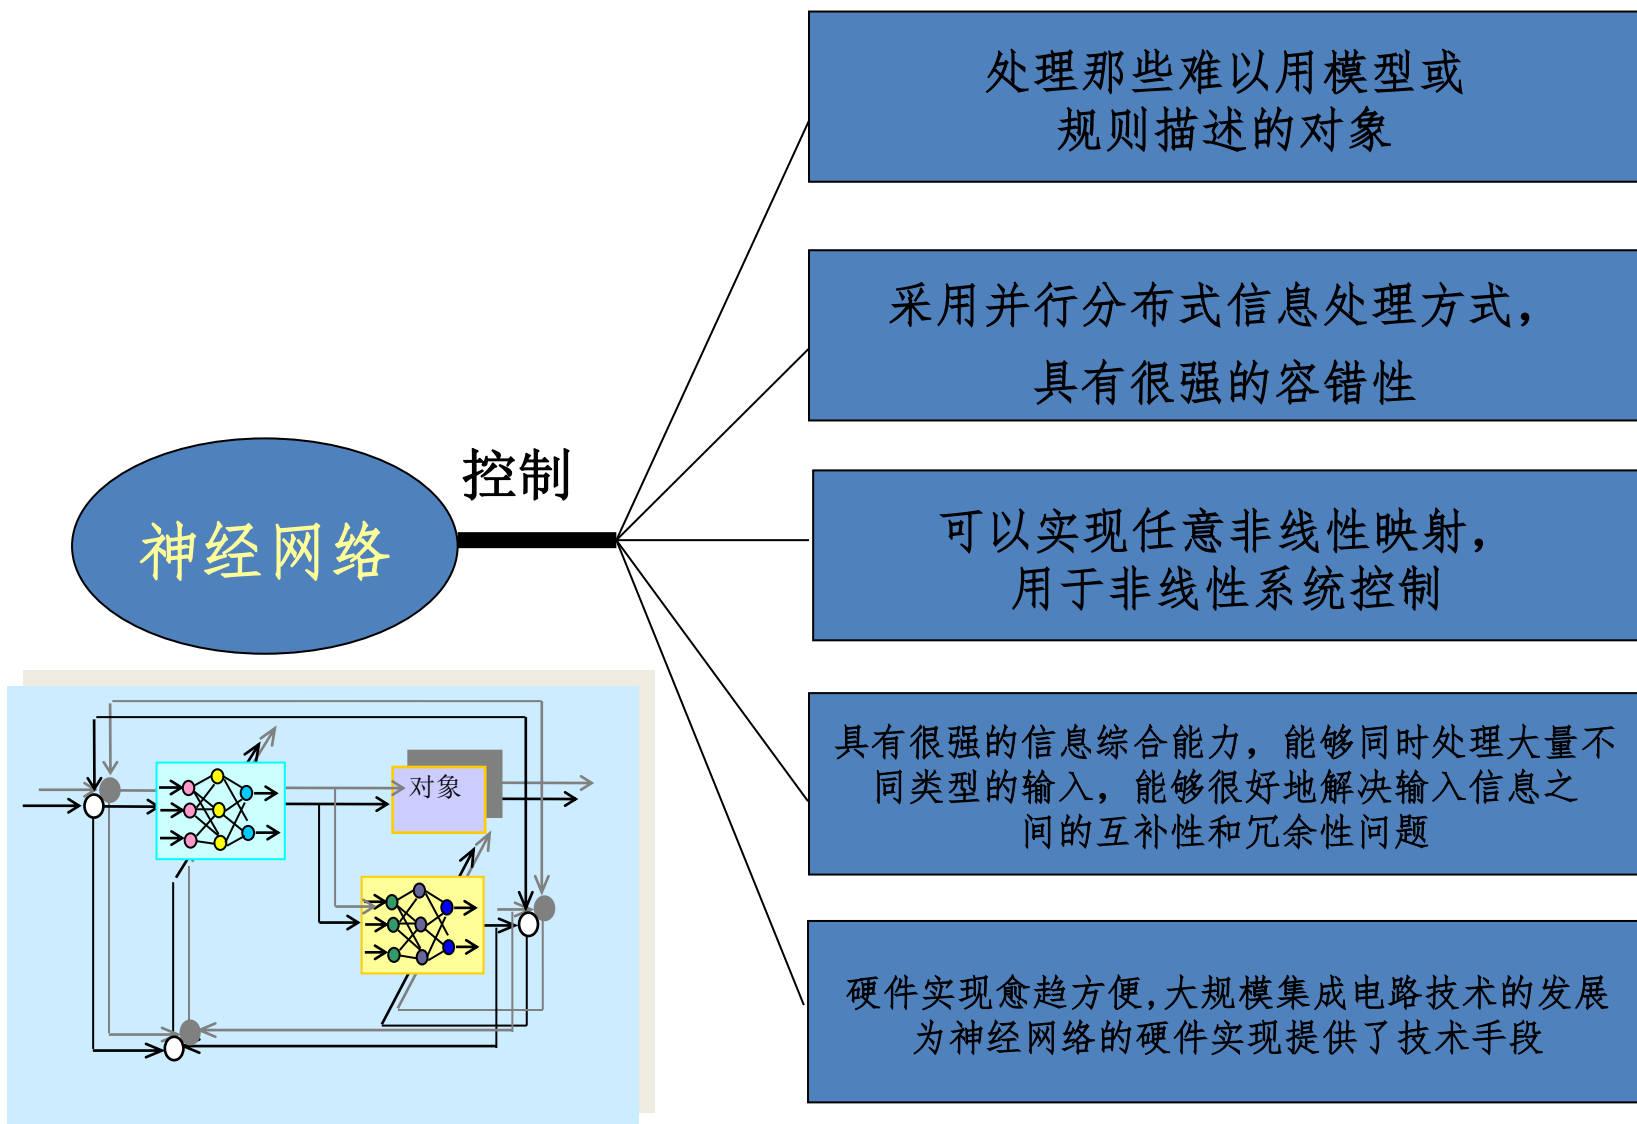 处理那些难以用模型或
规则描述的对象
采用并行分布式信息处理方式，
具有很强的容错性
控制
神经网络
可以实现任意非线性映射，
用于非线性系统控制
具有很强的信息综合能力，能够同时处理大量不
同类型的输入，能够很好地解决输入信息之
间的互补性和冗余性问题
对象
硬件实现愈趋方便,大规模集成电路技术的发展
为神经网络的硬件实现提供了技术手段